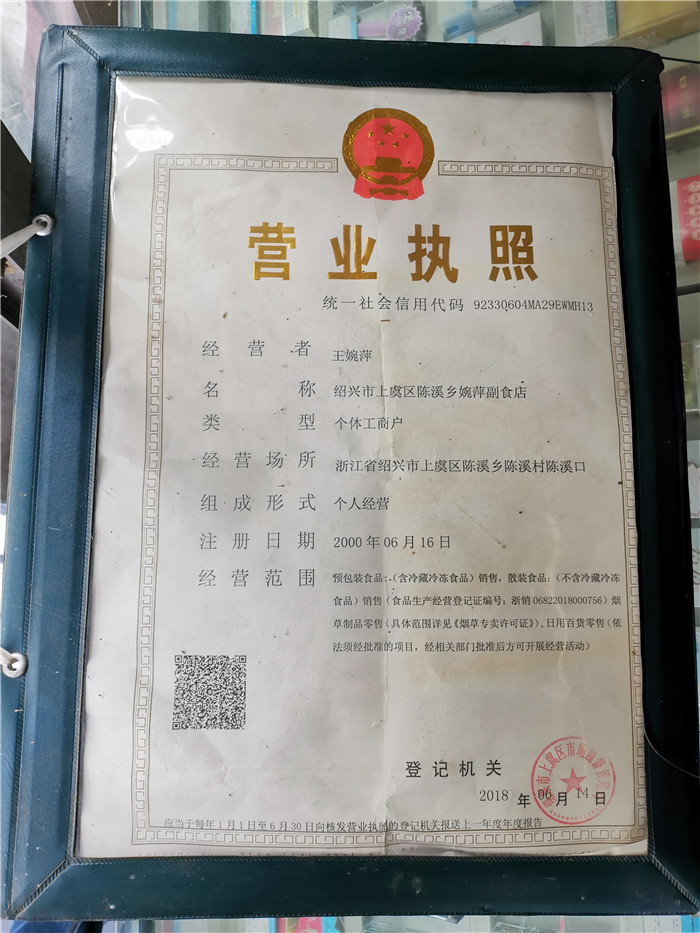 营业执照
统一社会信用代码 92330604MA29EWMH13
经营者 王婉萍
名称 绍兴市上虞区陈溪乡婉萍副食店
类型 个体工商户
经营场所 浙江省绍兴市上虞区陈溪乡陈溪村陈溪口
组成形式 个人经营
注册日期 2000年06月16日
经营范围 预包装食品:(含冷藏冷冻食品)销售,散装食品:(不含冷藏冷冻
食品)销售(食品生产经营登记证编号:浙销06822018000756)烟
草制品零售(具体范围详见《烟草专卖许可证》),日用百货零售(依
法须经批准的项目,经相关部门批准后方可开展经营活动)
登记机关
2018年06月14日
应当于每年1月1日至6月30日向核发营业执照的登记机关报送上一年度年度报告